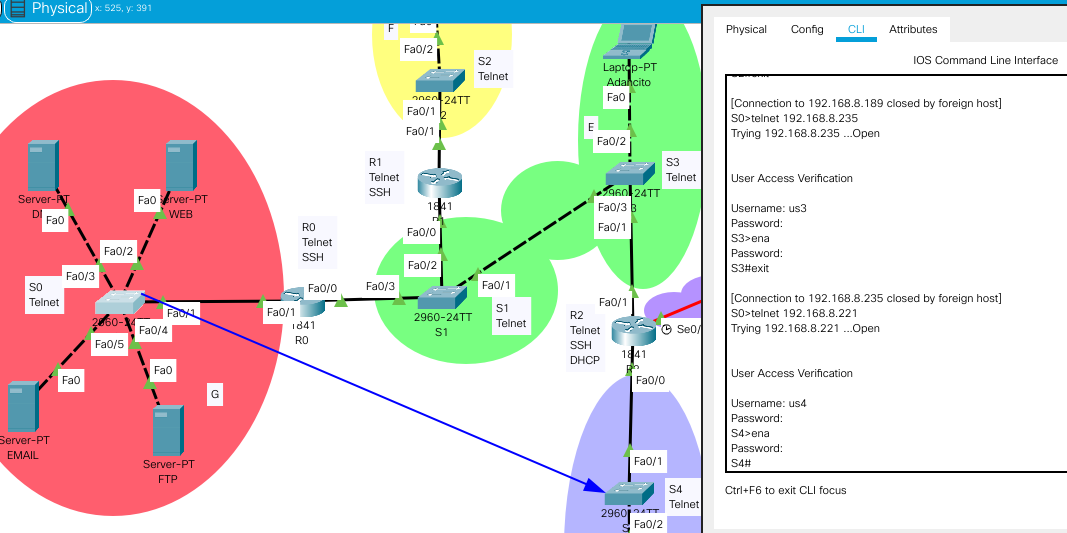 Physical x: 525, y: 391
F
Fa0/2
S2
Telnet
2960-24TT
Fa0/1
Fa0/1
R1
Telnet
SSH
1841
Fa0/0
Fa0/2
Laptop-PT
Adancito
Fa0
E
Fa0/2
S3
Telnet
2960-24TT
Fa0/3
Fa0/1
Server-PT
Fa0
Server-PT
WEB
Fa0
Fa0/2
Fa0/3
S0
Telnet
Fa0/1
Fa0/4
Fa0/5
Fa0
Fa0
G
Server-PT
EMAIL
Server-PT
FTP
R0
Telnet
SSH
Fa0/0
Fa0/1
1841
R0
Fa0/3
Fa0/1
2960-24TT
S1
S1
Telnet
Fa0/1
R2
Telnet
SSH
DHCP
1841
Se0/
Fa0/0
Fa0/1
S4
Telnet
2960-24TT
Fa0/2
Physical Config CLI Attributes
IOS Command Line Interface
[Connection to 192.168.8.189 closed by foreign host]
S0>telnet 192.168.8.235
Trying 192.168.8.235 ...Open
User Access Verification
Username: us3
Password:
S3>ena
Password:
S3#exit
[Connection to 192.168.8.235 closed by foreign host]
S0>telnet 192.168.8.221
Trying 192.168.8.221 ...Open
User Access Verification
Username: us4
Password:
S4>ena
Password:
S4#
Ctrl+F6 to exit CLI focus